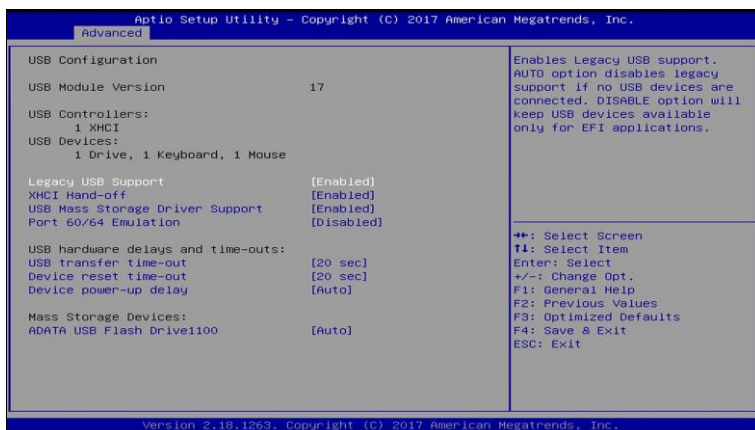 Aptio Setup Utility - Copyright (C) 2017 American Megatrends, Inc.
Advanced
USB Configuration
USB Module Version 17
USB Controllers:
1 XHCI
USB Devices:
1 Drive, 1 Keyboard, 1 Mouse
Legacy USB Support [Enabled]
XHCI Hand-off [Enabled]
USB Mass Storage Driver Support [Enabled]
Port 60/64 Emulation [Disabled]
USB hardware delays and time-outs:
USB transfer time-out [20 sec]
Device reset time-out [20 sec]
Device power-up delay [Auto]
Mass Storage Devices:
ADATA USB Flash Drive1100 [Auto]
Enables Legacy USB support.
AUTO option disables legacy
support if no USB devices are
connected. DISABLE option will
keep USB devices available
only for EFI applications.
→←: Select Screen
↑↓: Select Item
Enter: Select
+/-: Change Opt.
F1: General Help
F2: Previous Values
F3: Optimized Defaults
F4: Save & Exit
ESC: Exit
Version 2.18.1263. Copyright (C) 2017 American Megatrends, Inc.